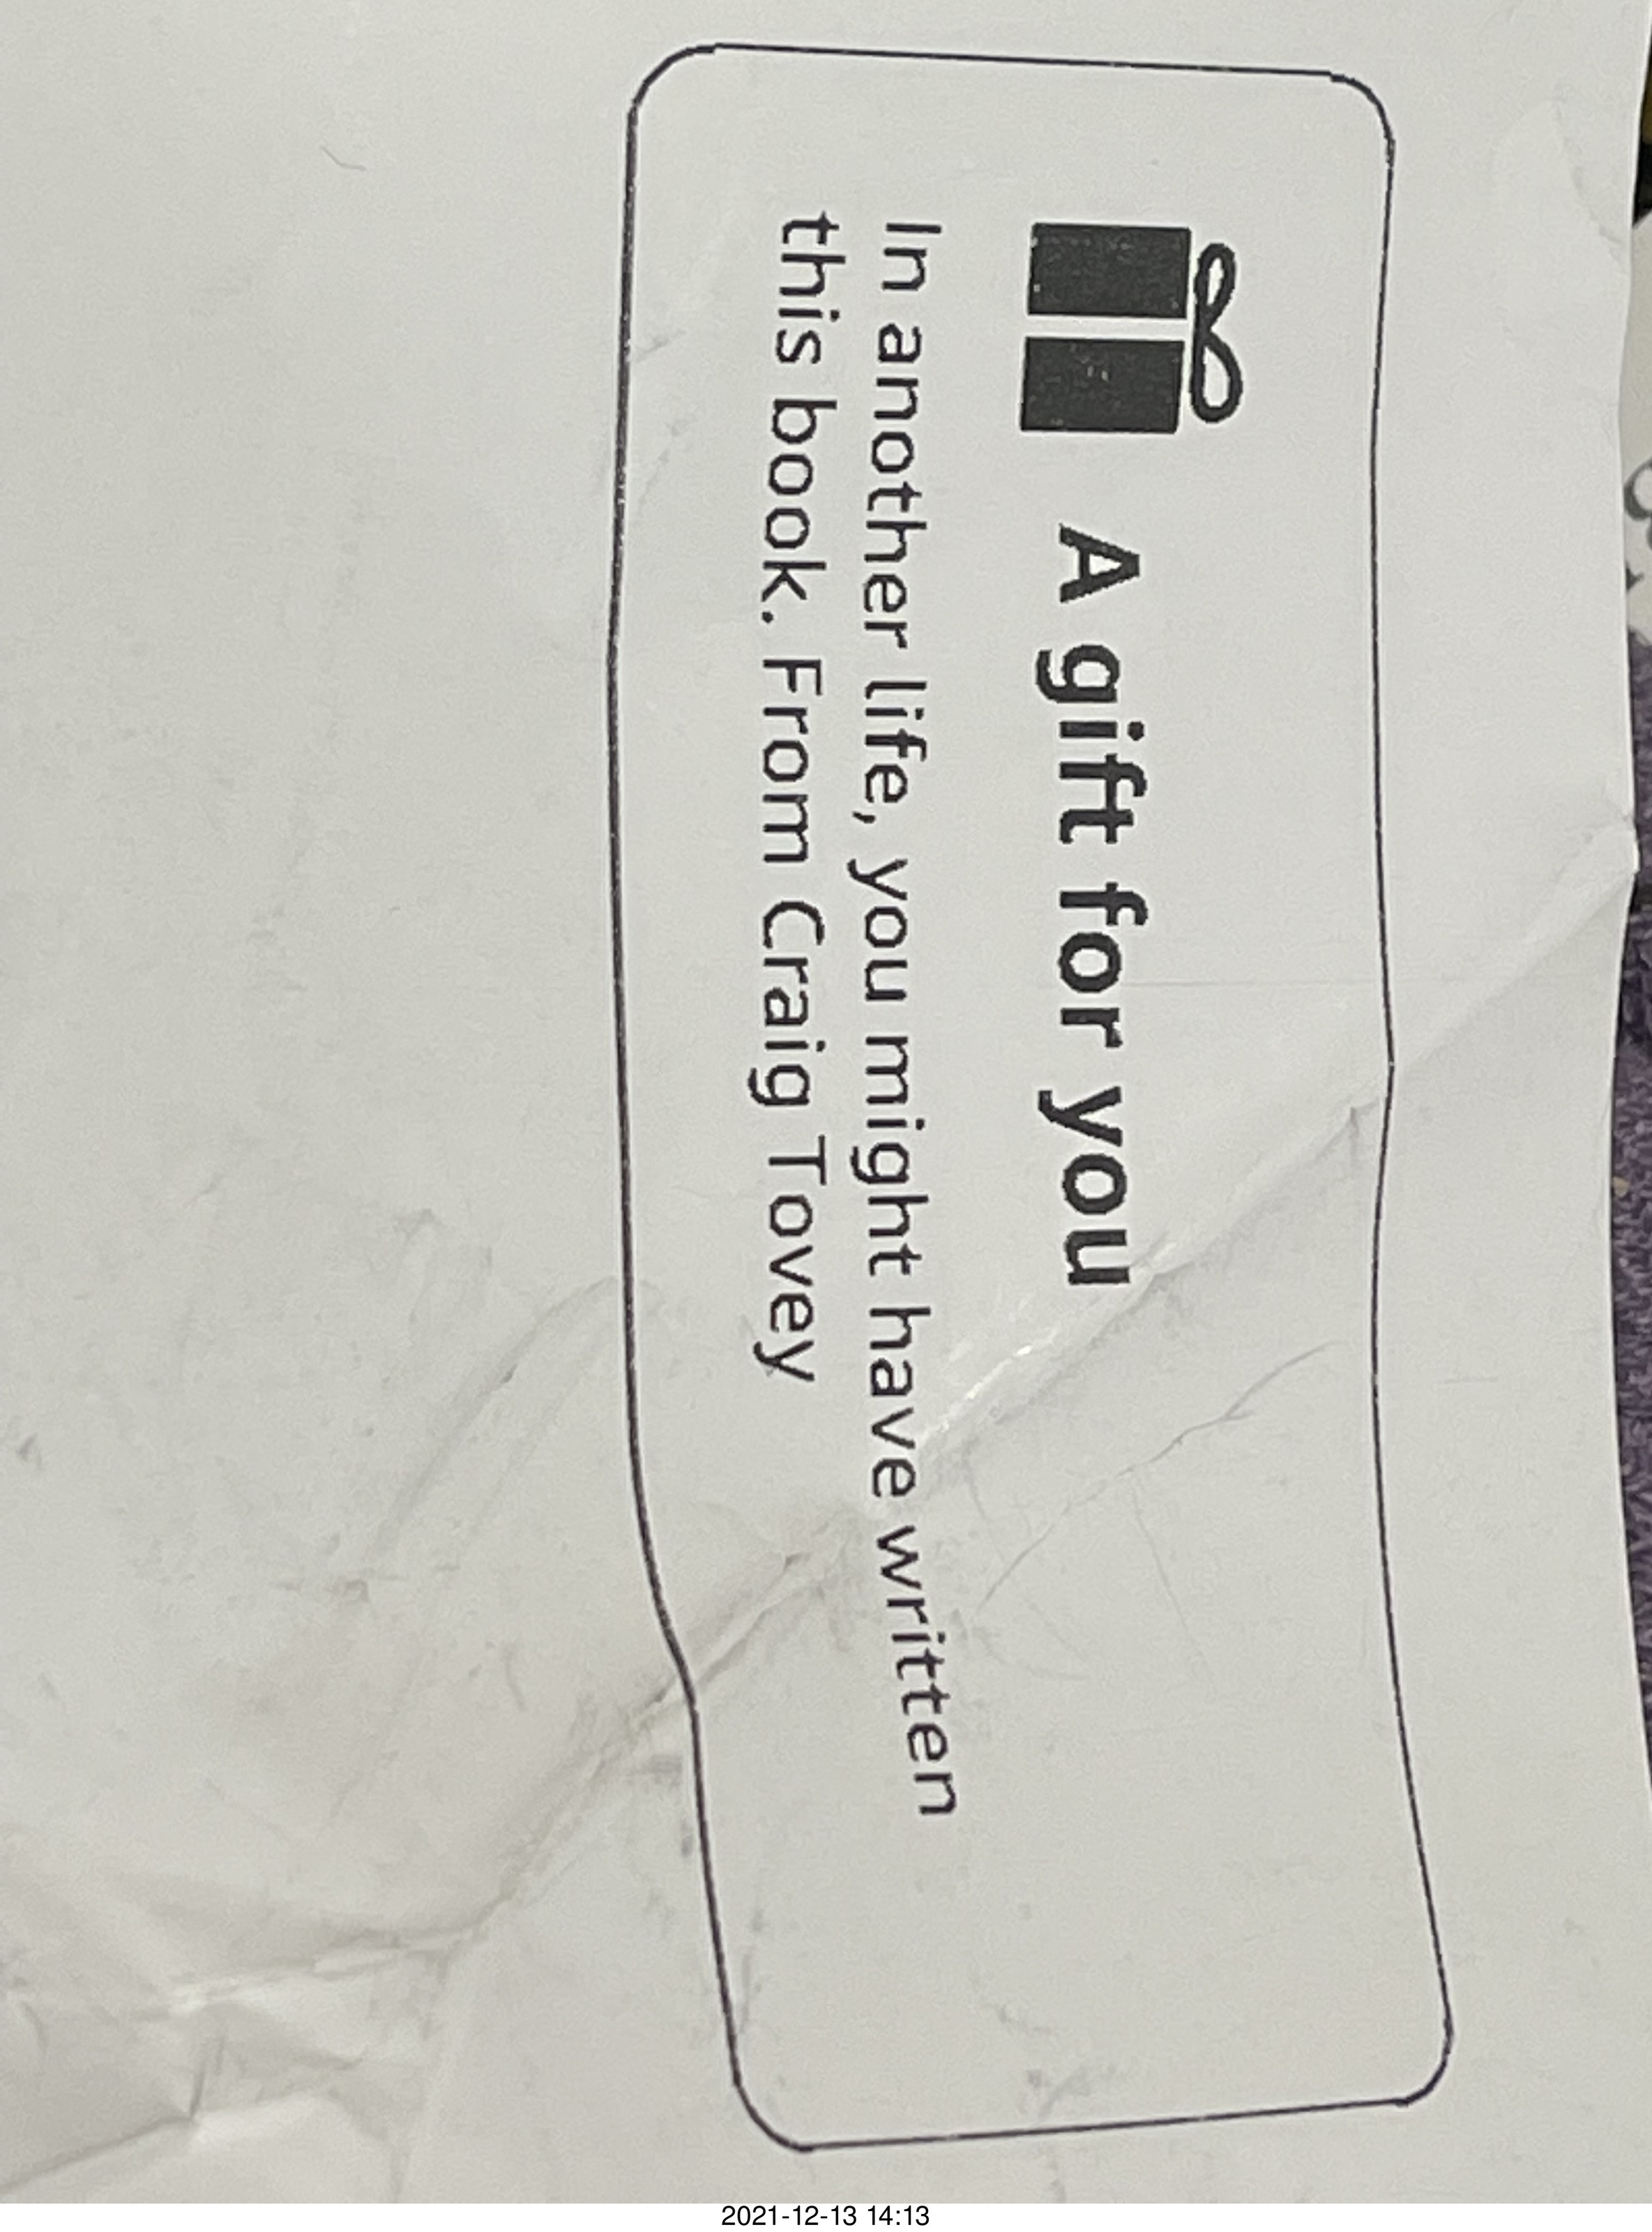 A gift for you
In another life, you might have written
this book. From Craig Tovey
2021-12-13 14:13